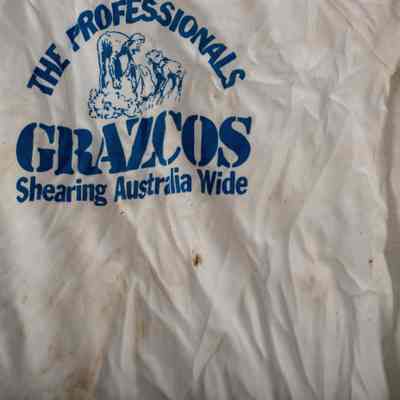 THE PROFESSIONALS
GRAZCOS
Shearing Australia Wide